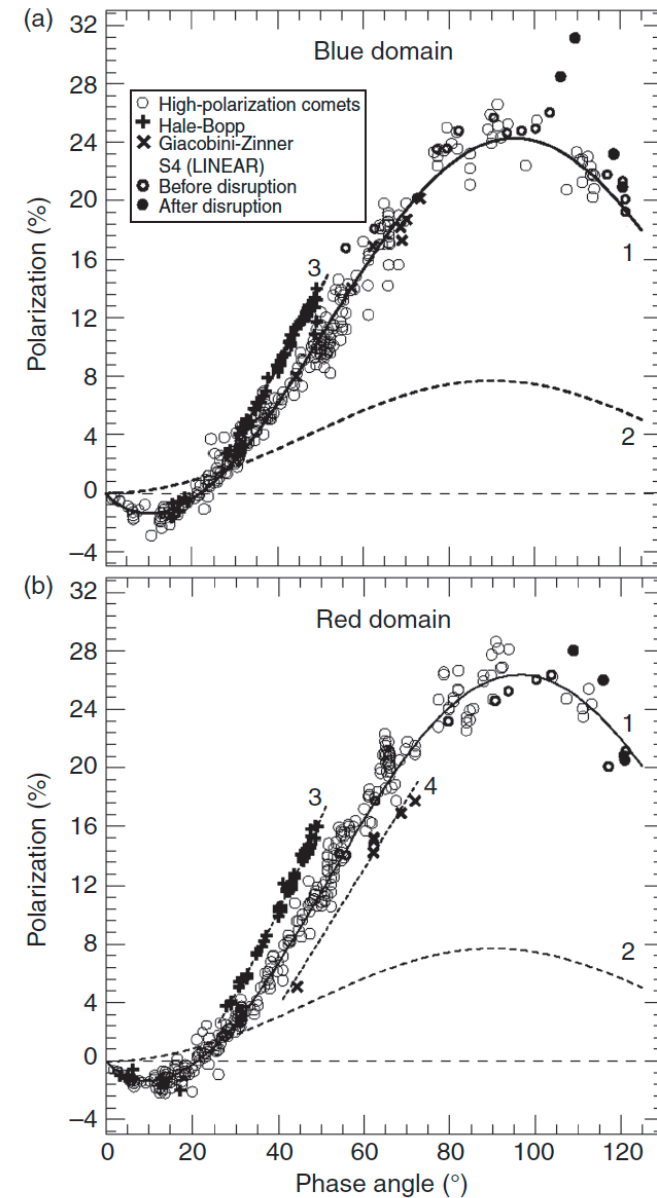 (a)
32
28
24
20
16
12
8
4
0
−4
Polarization (%)
Blue domain
High-polarization comets
Hale-Bopp
Giacobini-Zinner
S4 (LINEAR)
Before disruption
After disruption
3
1
2
(b)
32
28
24
20
16
12
8
4
0
−4
Polarization (%)
Red domain
3
4
1
2
0 20 40 60 80 100 120
Phase angle (°)